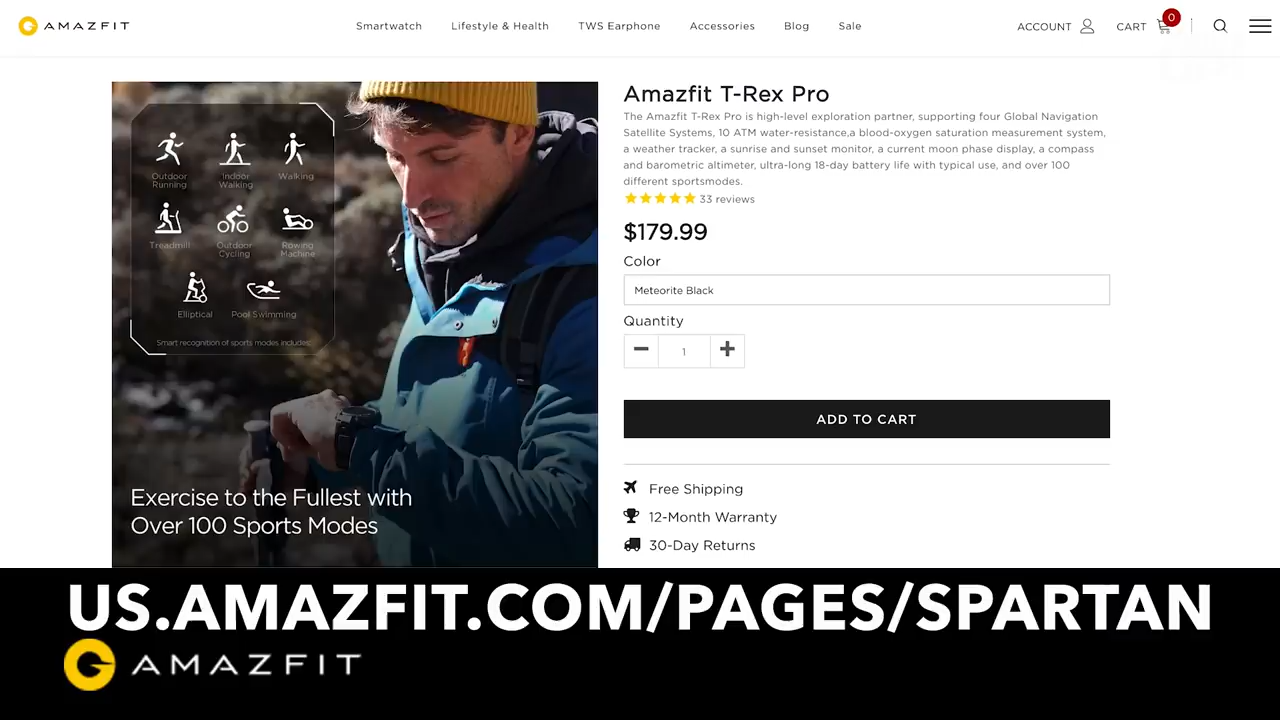 AMAZFIT
Smartwatch
Lifestyle & Health
TWS Earphone
Accessories
Blog
Sale
ACCOUNT
CART
0
Outdoor
Running
Indoor
Walking
Walking
Treadmill
Outdoor
Cycling
Rowing
Machine
Elliptical
Pool Swimming
Smart recognition of sports modes includes:
Exercise to the Fullest with
Over 100 Sports Modes
Amazfit T-Rex Pro
The Amazfit T-Rex Pro is high-level exploration partner, supporting four Global Navigation
Satellite Systems, 10 ATM water-resistance,a blood-oxygen saturation measurement system,
a weather tracker, a sunrise and sunset monitor, a current moon phase display, a compass
and barometric altimeter, ultra-long 18-day battery life with typical use, and over 100
different sportsmodes.
33 reviews
$179.99
Color
Meteorite Black
Quantity
1
ADD TO CART
Free Shipping
12-Month Warranty
30-Day Returns
US.AMAZFIT.COM/PAGES/SPARTAN
AMAZFIT